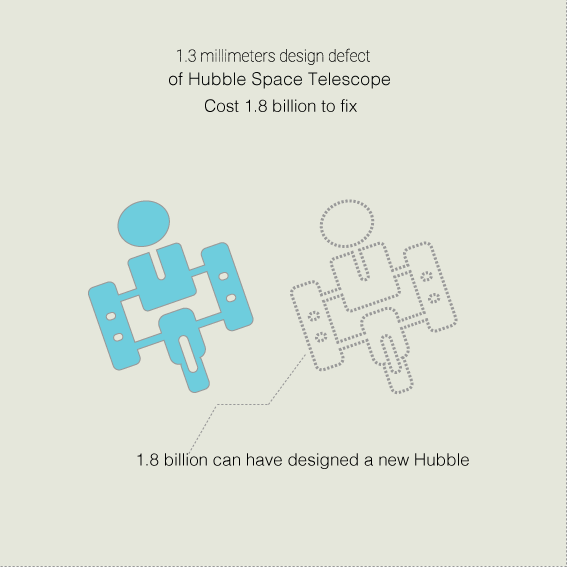 1.3 millimeters design defect
of Hubble Space Telescope
Cost 1.8 billion to fix
1.8 billion can have designed a new Hubble